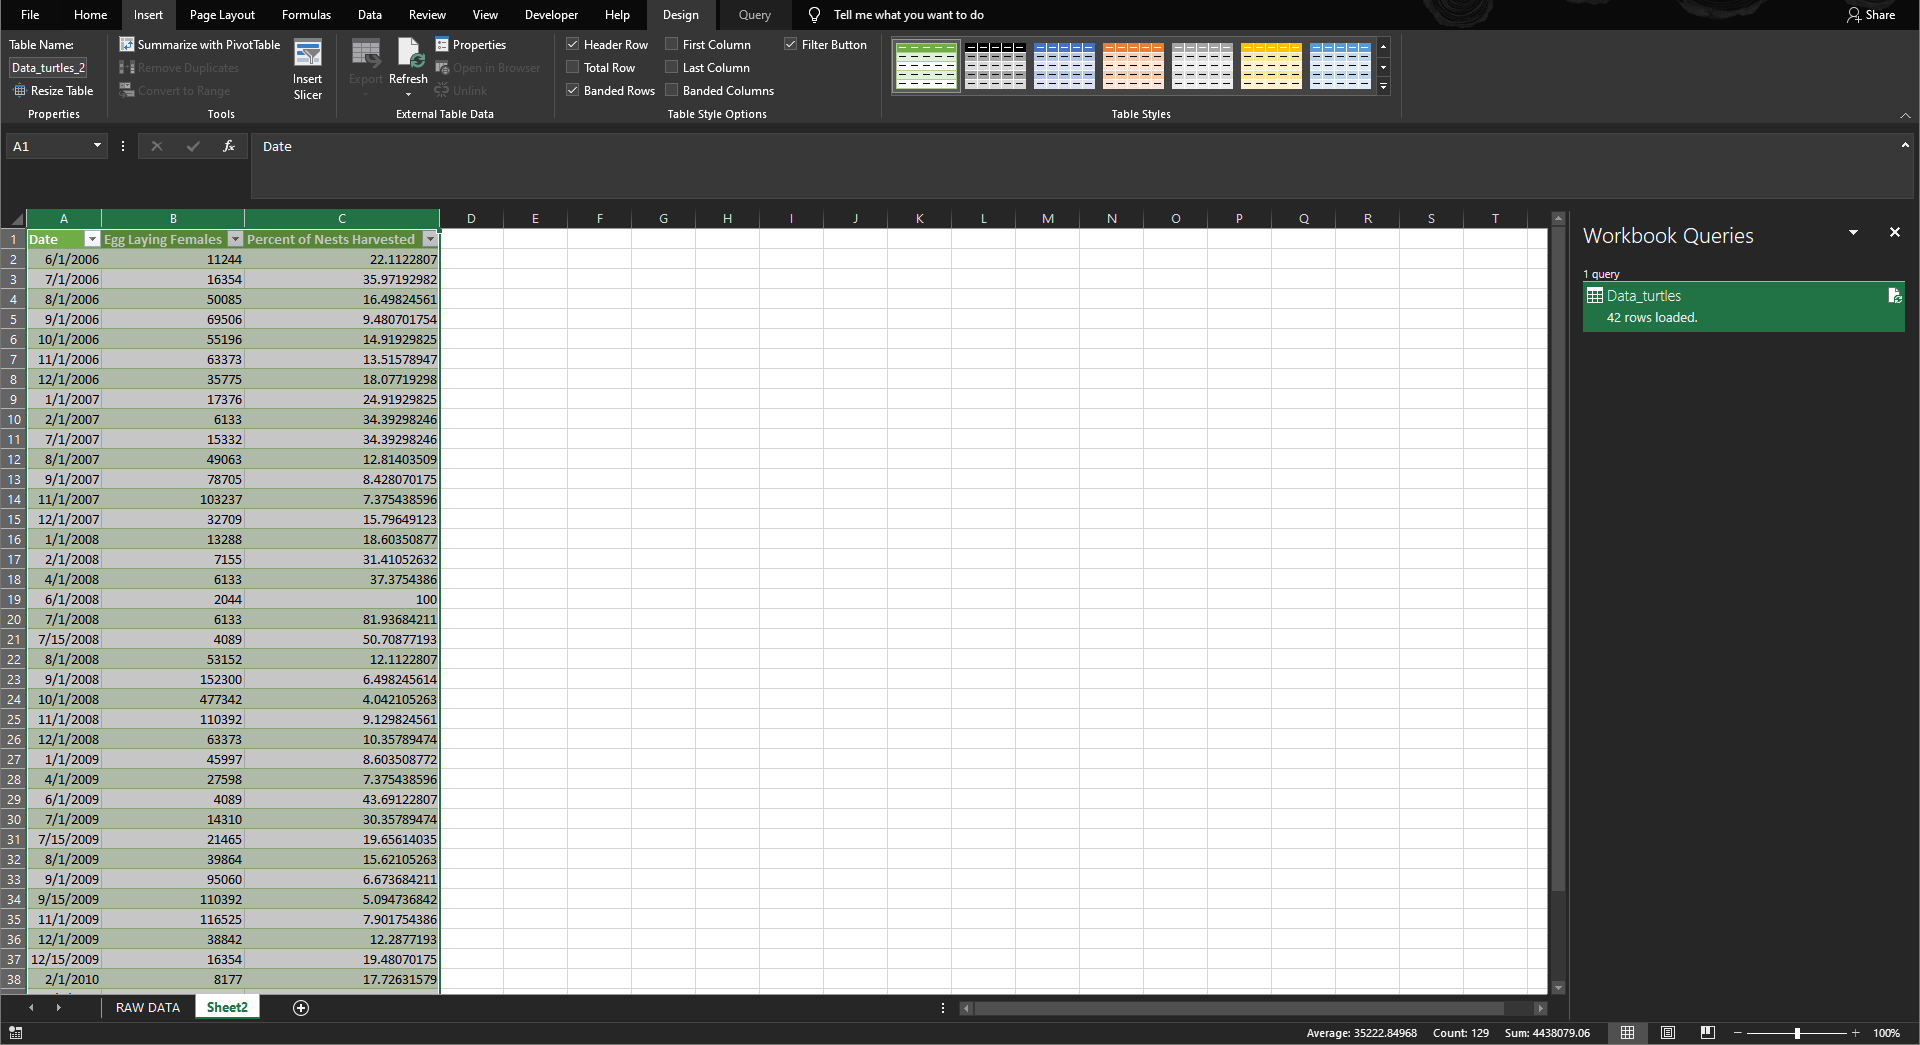 File Home Insert Page Layout Formulas Data Review View Developer Help Design Query Tell me what you want to do Share
Table Name: Summarize with PivotTable Properties Header Row First Column Filter Button
Data_turtles_2 Remove Duplicates Insert Slicer Export Refresh Open in Browser Total Row Last Column
Resize Table Convert to Range Unlink Banded Rows Banded Columns
Properties Tools External Table Data Table Style Options Table Styles
A1 fx Date
A B C D E F G H I J K L M N O P Q R S T
1 Date Egg Laying Females Percent of Nests Harvested
2 6/1/2006 11244 22.1122807
3 7/1/2006 16354 35.97192982
4 8/1/2006 50085 16.49824561
5 9/1/2006 69506 9.480701754
6 10/1/2006 55196 14.91929825
7 11/1/2006 63373 13.51578947
8 12/1/2006 35775 18.07719298
9 1/1/2007 17376 24.91929825
10 2/1/2007 6133 34.39298246
11 7/1/2007 15332 34.39298246
12 8/1/2007 49063 12.81403509
13 9/1/2007 78705 8.428070175
14 11/1/2007 103237 7.375438596
15 12/1/2007 32709 15.79649123
16 1/1/2008 13288 18.60350877
17 2/1/2008 7155 31.41052632
18 4/1/2008 6133 37.3754386
19 6/1/2008 2044 100
20 7/1/2008 6133 81.93684211
21 7/15/2008 4089 50.70877193
22 8/1/2008 53152 12.1122807
23 9/1/2008 152300 6.498245614
24 10/1/2008 477342 4.042105263
25 11/1/2008 110392 9.129824561
26 12/1/2008 63373 10.35789474
27 1/1/2009 45997 8.603508772
28 4/1/2009 27598 7.375438596
29 6/1/2009 4089 43.69122807
30 7/1/2009 14310 30.35789474
31 7/15/2009 21465 19.65614035
32 8/1/2009 39864 15.62105263
33 9/1/2009 95060 6.673684211
34 9/15/2009 110392 5.094736842
35 11/1/2009 116525 7.901754386
36 12/1/2009 38842 12.2877193
37 12/15/2009 16354 19.48070175
38 2/1/2010 8177 17.72631579
Workbook Queries
1 query
Data_turtles
42 rows loaded.
RAW DATA Sheet2
Average: 35222.84968 Count: 129 Sum: 4438079.06 100%